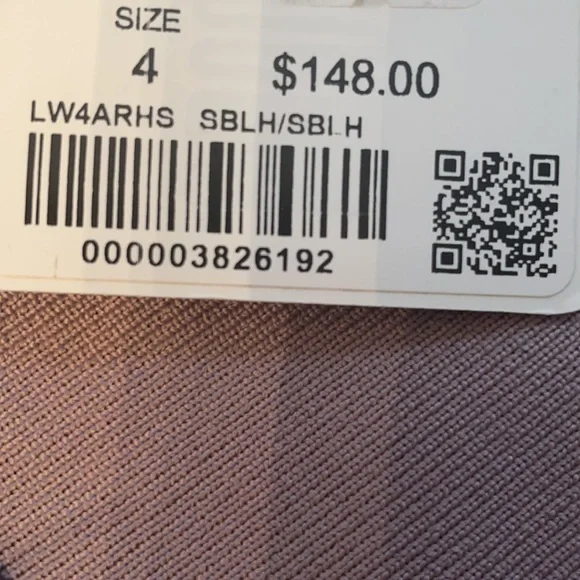 SIZE
4
$148.00
LW4ARHS SBLH/SBLH
000003826192